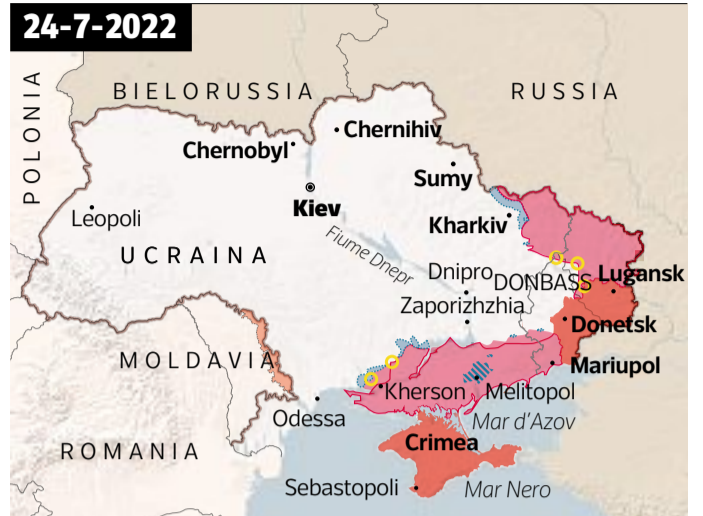 24-7-2022
BIELORUSSIA
RUSSIA
POLONIA
Chernihiv
Chernobyl
Sumy
Kiev
Leopoli
Kharkiv
UCRAINA
Fiume Dnepr
Dnipro
DONBASS
Lugansk
Zaporizhzhia
Donetsk
MOLDAVIA
Mariupol
Kherson
Melitopol
Odessa
Mar d'Azov
Crimea
ROMANIA
Sebastopoli
Mar Nero